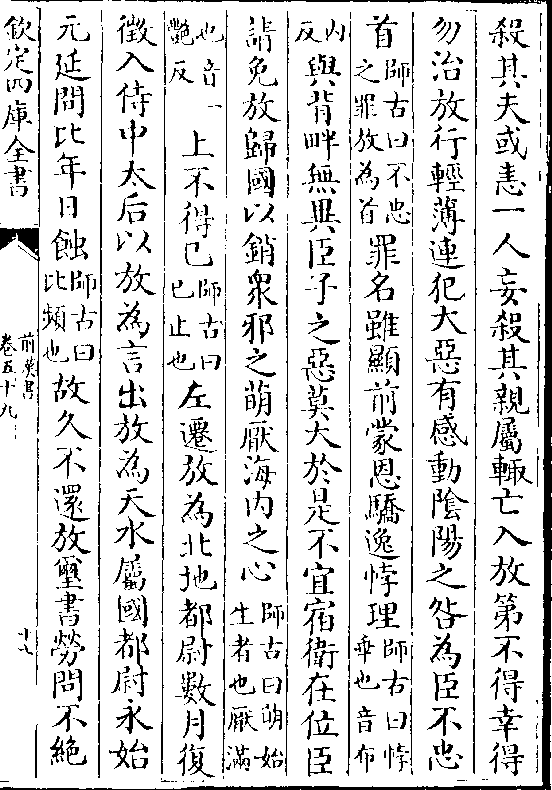 殺其夫或恚一人妄殺其親屬輙亡入放第不得幸得
勿治放行輕薄連犯大惡有感動隂陽之咎為臣不忠
首師古曰不忠之罪放為首罪名雖顯前蒙恩驕逸悖理師古曰悖乖也音布
内反與背畔無異臣子之惡莫大於是不宜宿衛在位臣
請免放歸國以銷衆邪之萌厭海内之心師古曰萌始生者也厭滿
也音一艷反上不得已師古曰已止也左遷放為北地都尉數月復
徵入侍中太后以放為言出放為天水屬國都尉永始
元延間比年日蝕師古曰比頻也故久不還放璽書勞問不絶
欽定四庫全書
前漢書
卷五十九
十九